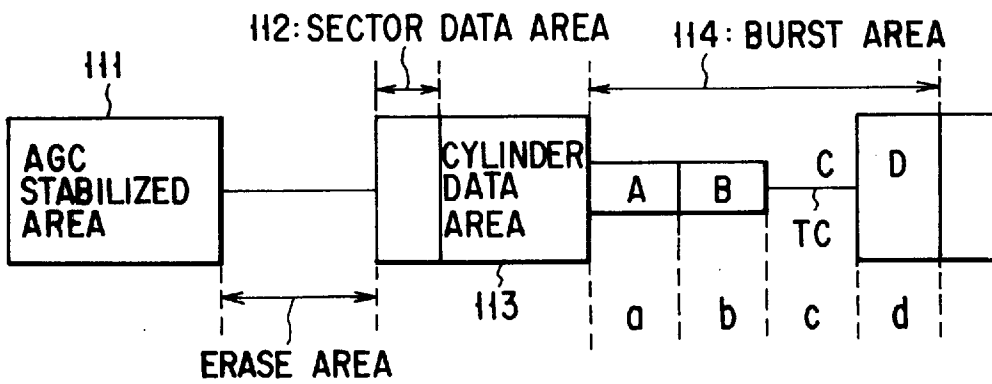 112: SECTOR DATA AREA
114: BURST AREA
111
AGC
STABILIZED
AREA
CYLINDER
DATA
AREA
A
B
C
D
TC
113
a
b
c
d
ERASE AREA